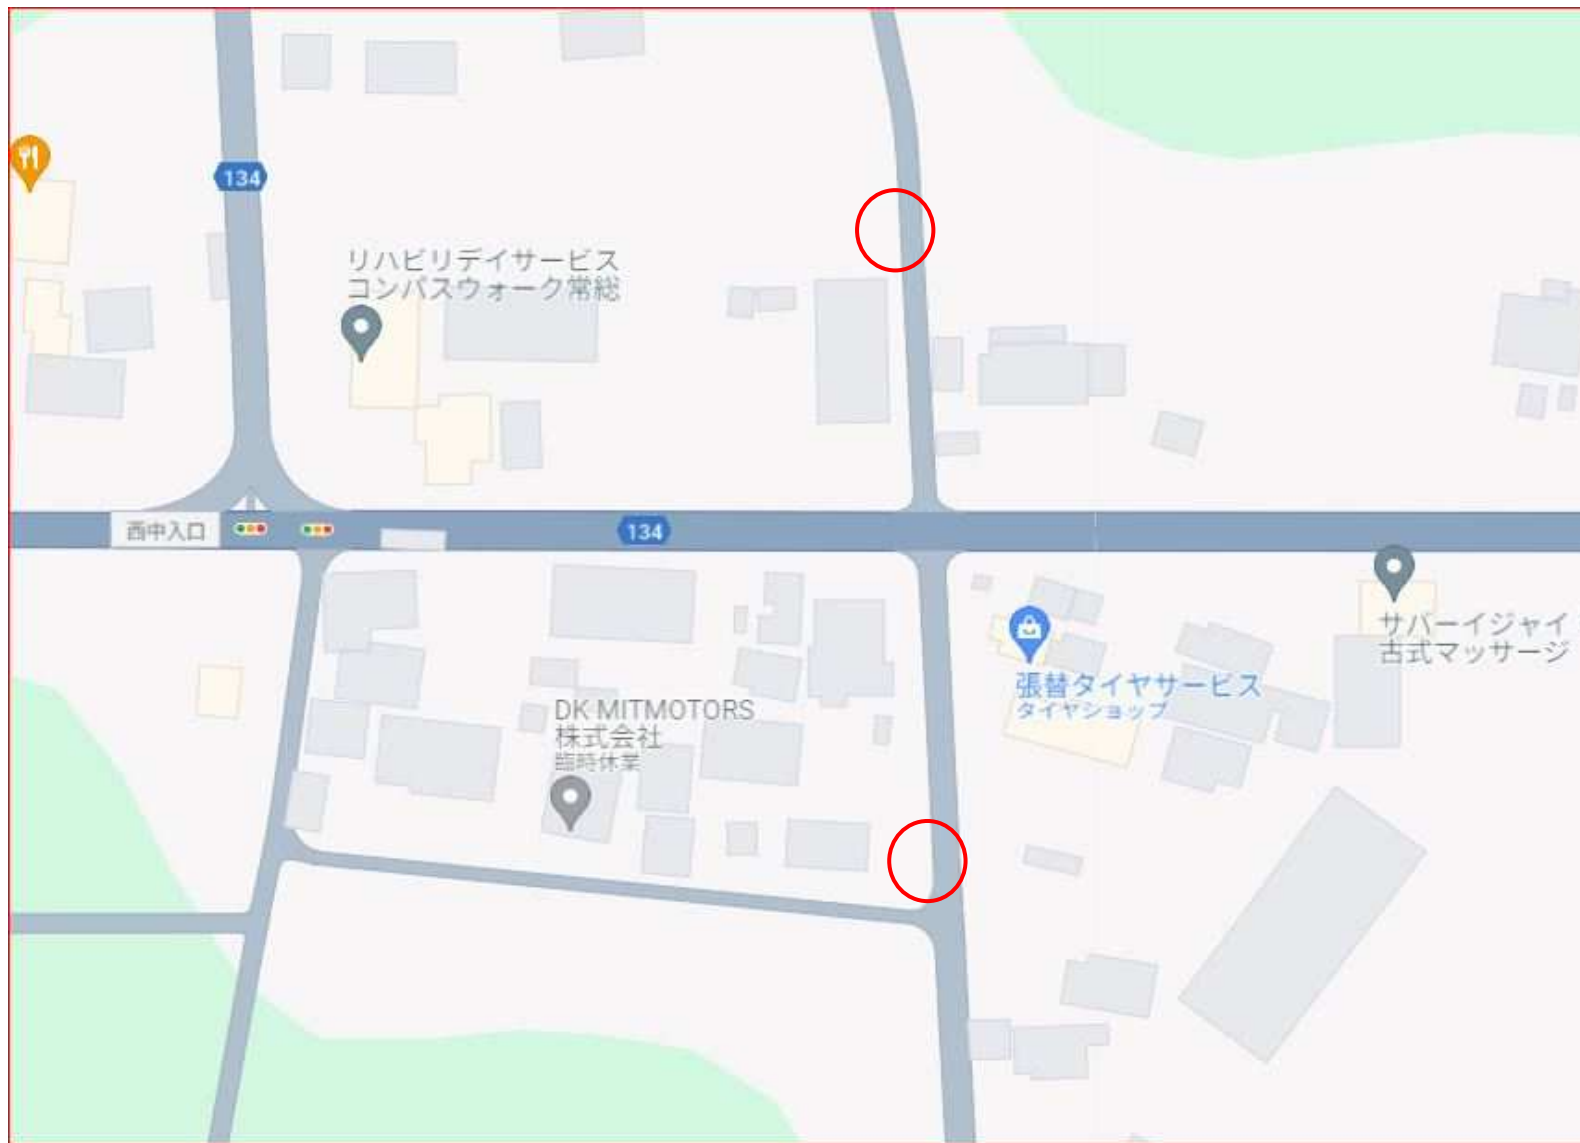 134
リハビリデイサービス
コンパスウォーク常総
西中入口
134
サバーイジャイ
古式マッサージ
張替タイヤサービス
タイヤショップ
DK MITMOTORS
株式会社
臨時休業